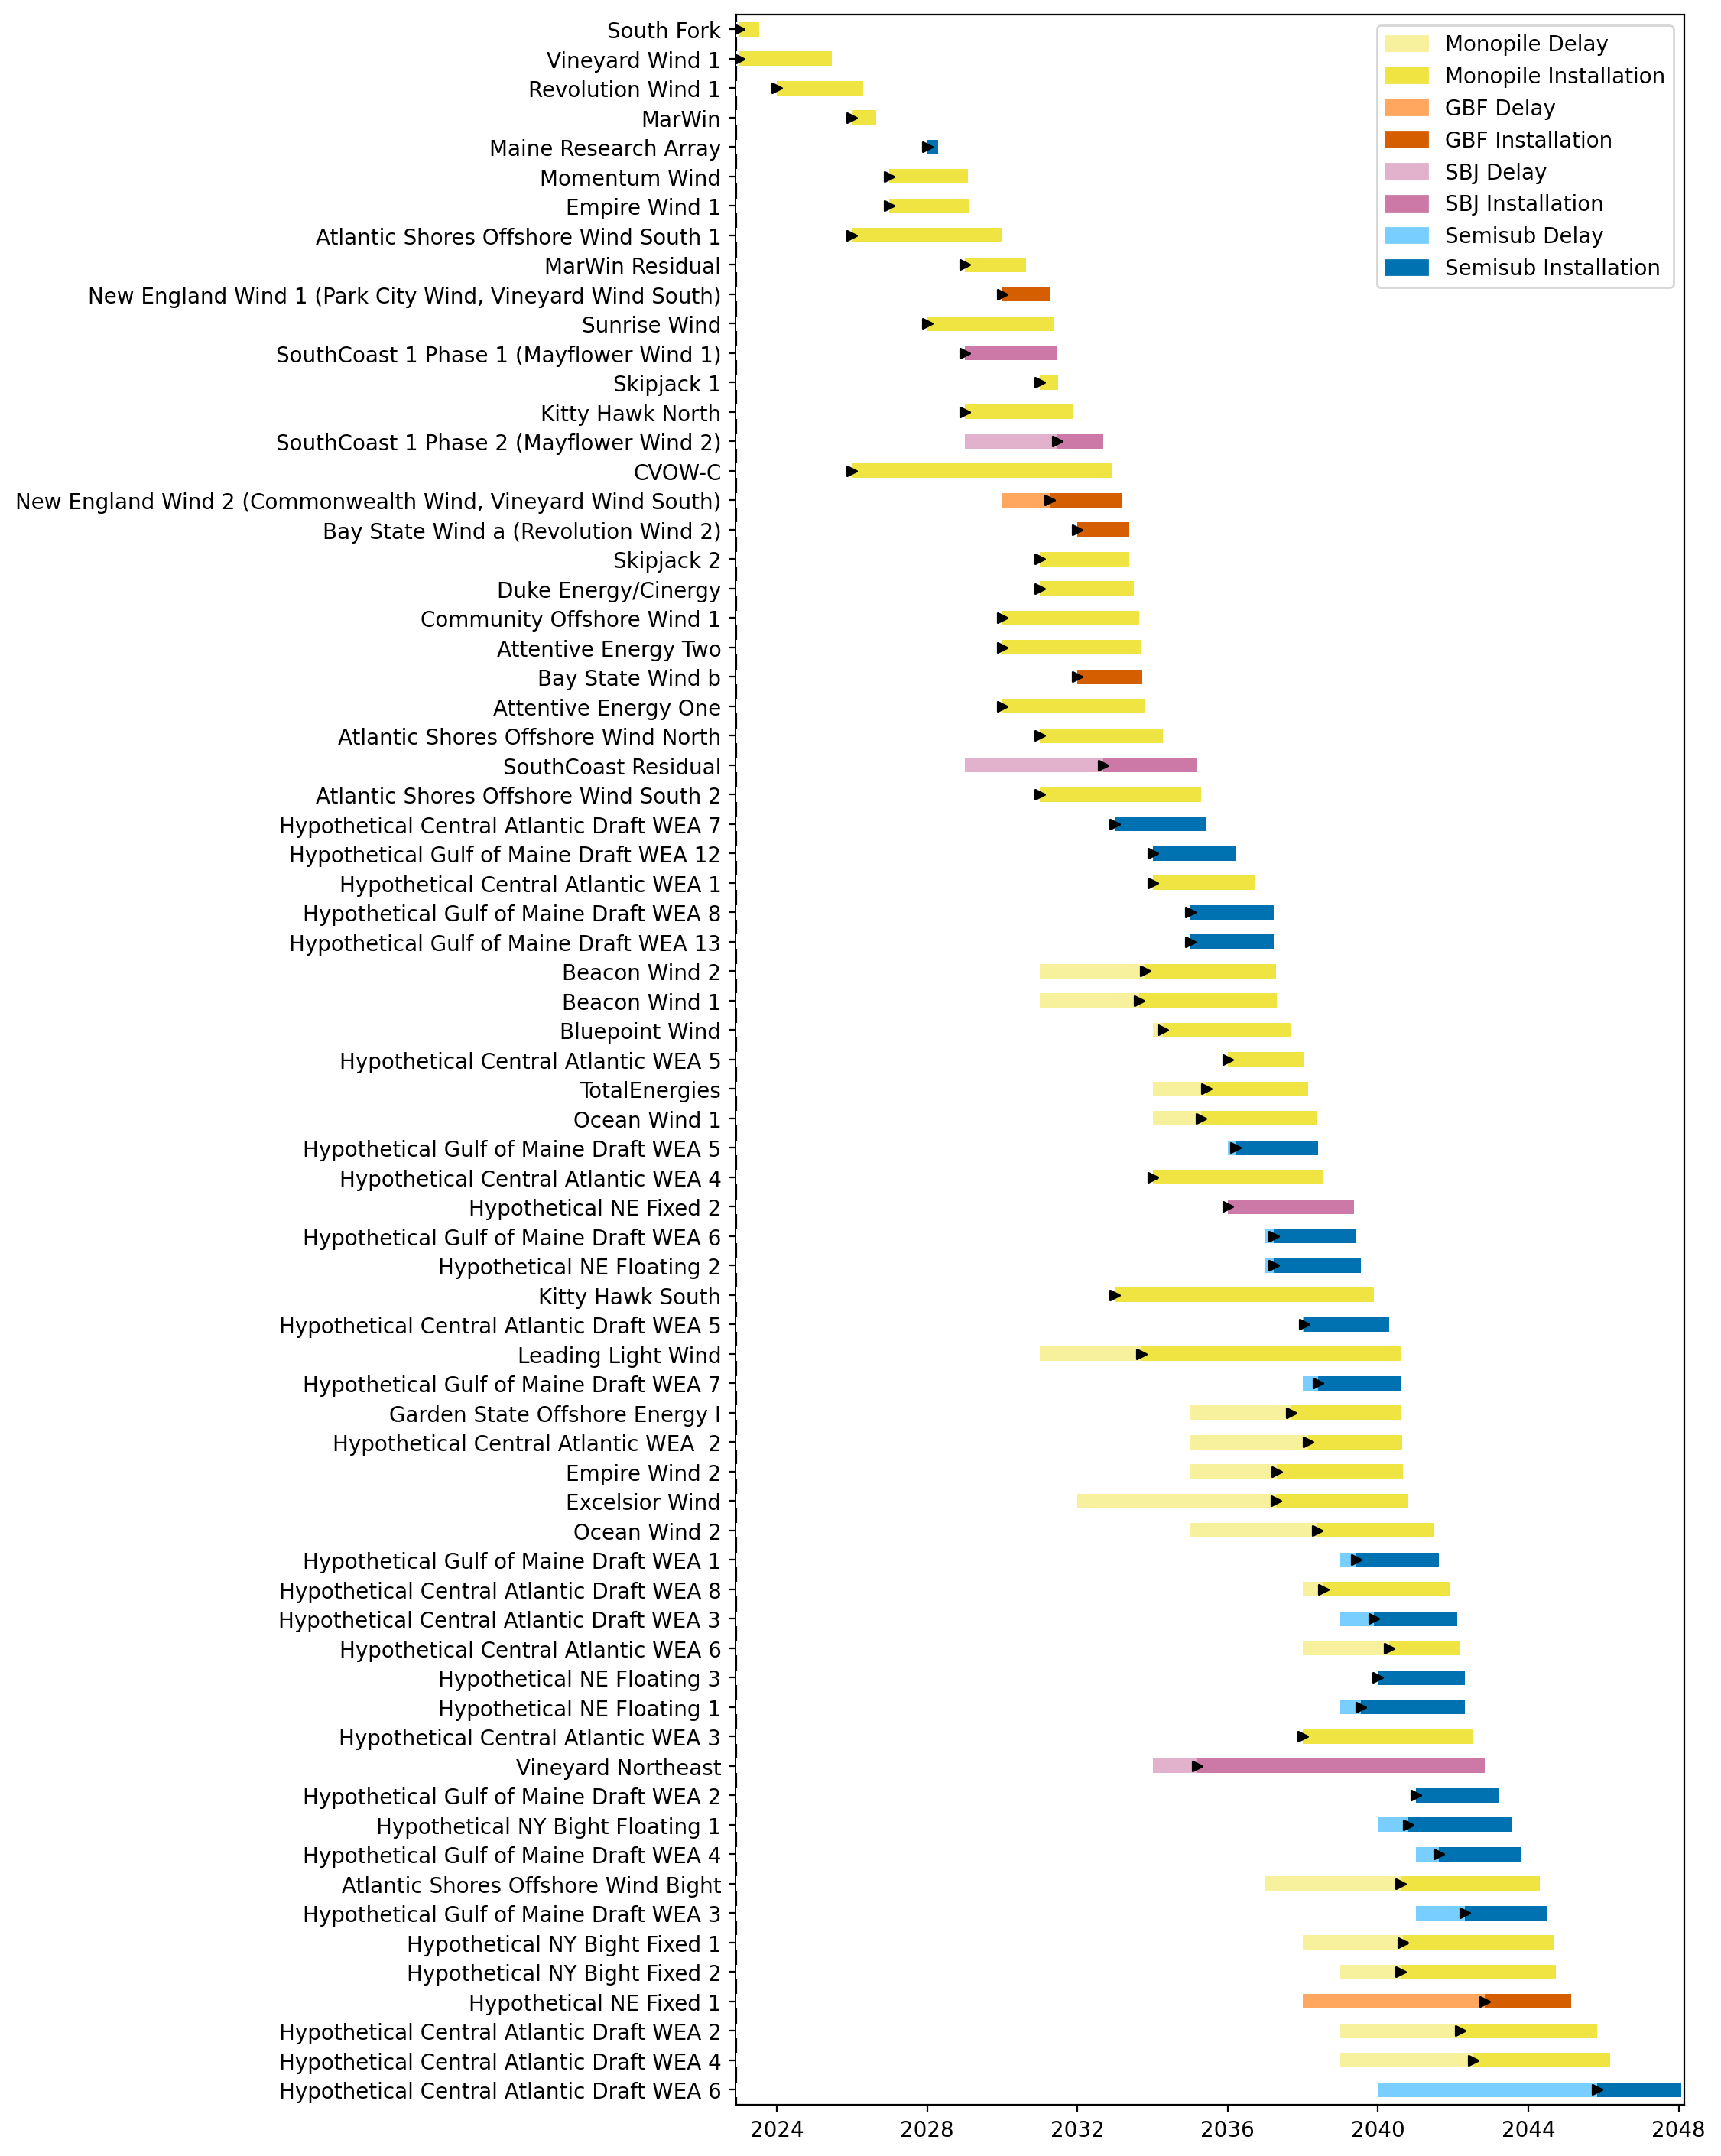 South Fork
Vineyard Wind 1
Revolution Wind 1
MarWin
Maine Research Array
Momentum Wind
Empire Wind 1
Atlantic Shores Offshore Wind South 1
MarWin Residual
New England Wind 1 (Park City Wind, Vineyard Wind South)
Sunrise Wind
SouthCoast 1 Phase 1 (Mayflower Wind 1)
Skipjack 1
Kitty Hawk North
SouthCoast 1 Phase 2 (Mayflower Wind 2)
CVOW-C
New England Wind 2 (Commonwealth Wind, Vineyard Wind South)
Bay State Wind a (Revolution Wind 2)
Skipjack 2
Duke Energy/Cinergy
Community Offshore Wind 1
Attentive Energy Two
Bay State Wind b
Attentive Energy One
Atlantic Shores Offshore Wind North
SouthCoast Residual
Atlantic Shores Offshore Wind South 2
Hypothetical Central Atlantic Draft WEA 7
Hypothetical Gulf of Maine Draft WEA 12
Hypothetical Central Atlantic WEA 1
Hypothetical Gulf of Maine Draft WEA 8
Hypothetical Gulf of Maine Draft WEA 13
Beacon Wind 2
Beacon Wind 1
Bluepoint Wind
Hypothetical Central Atlantic WEA 5
TotalEnergies
Ocean Wind 1
Hypothetical Gulf of Maine Draft WEA 5
Hypothetical Central Atlantic WEA 4
Hypothetical NE Fixed 2
Hypothetical Gulf of Maine Draft WEA 6
Hypothetical NE Floating 2
Kitty Hawk South
Hypothetical Central Atlantic Draft WEA 5
Leading Light Wind
Hypothetical Gulf of Maine Draft WEA 7
Garden State Offshore Energy I
Hypothetical Central Atlantic WEA  2
Empire Wind 2
Excelsior Wind
Ocean Wind 2
Hypothetical Gulf of Maine Draft WEA 1
Hypothetical Central Atlantic Draft WEA 8
Hypothetical Central Atlantic Draft WEA 3
Hypothetical Central Atlantic WEA 6
Hypothetical NE Floating 3
Hypothetical NE Floating 1
Hypothetical Central Atlantic WEA 3
Vineyard Northeast
Hypothetical Gulf of Maine Draft WEA 2
Hypothetical NY Bight Floating 1
Hypothetical Gulf of Maine Draft WEA 4
Atlantic Shores Offshore Wind Bight
Hypothetical Gulf of Maine Draft WEA 3
Hypothetical NY Bight Fixed 1
Hypothetical NY Bight Fixed 2
Hypothetical NE Fixed 1
Hypothetical Central Atlantic Draft WEA 2
Hypothetical Central Atlantic Draft WEA 4
Hypothetical Central Atlantic Draft WEA 6
Monopile Delay
Monopile Installation
GBF Delay
GBF Installation
SBJ Delay
SBJ Installation
Semisub Delay
Semisub Installation
2024 2028 2032 2036 2040 2044 2048